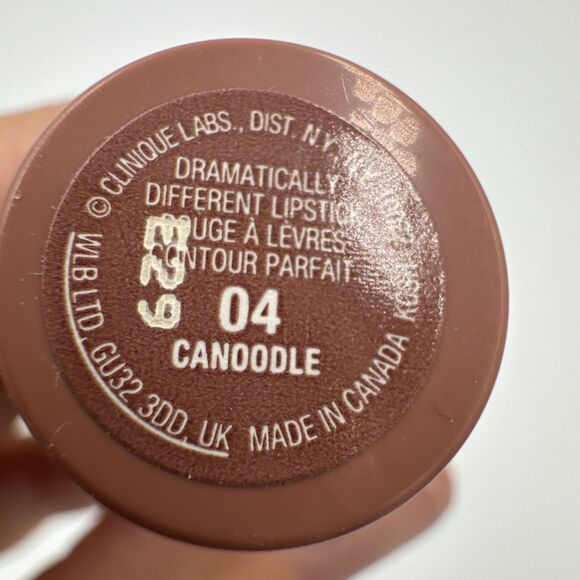 © CLINIQUE LABS., DIST. N.Y.
DRAMATICALLY
DIFFERENT LIPSTICK
ROUGE À LÈVRES
CONTOUR PARFAIT
04
CANOODLE
E29
WLB LTD. GU32 3DD, UK MADE IN CANADA